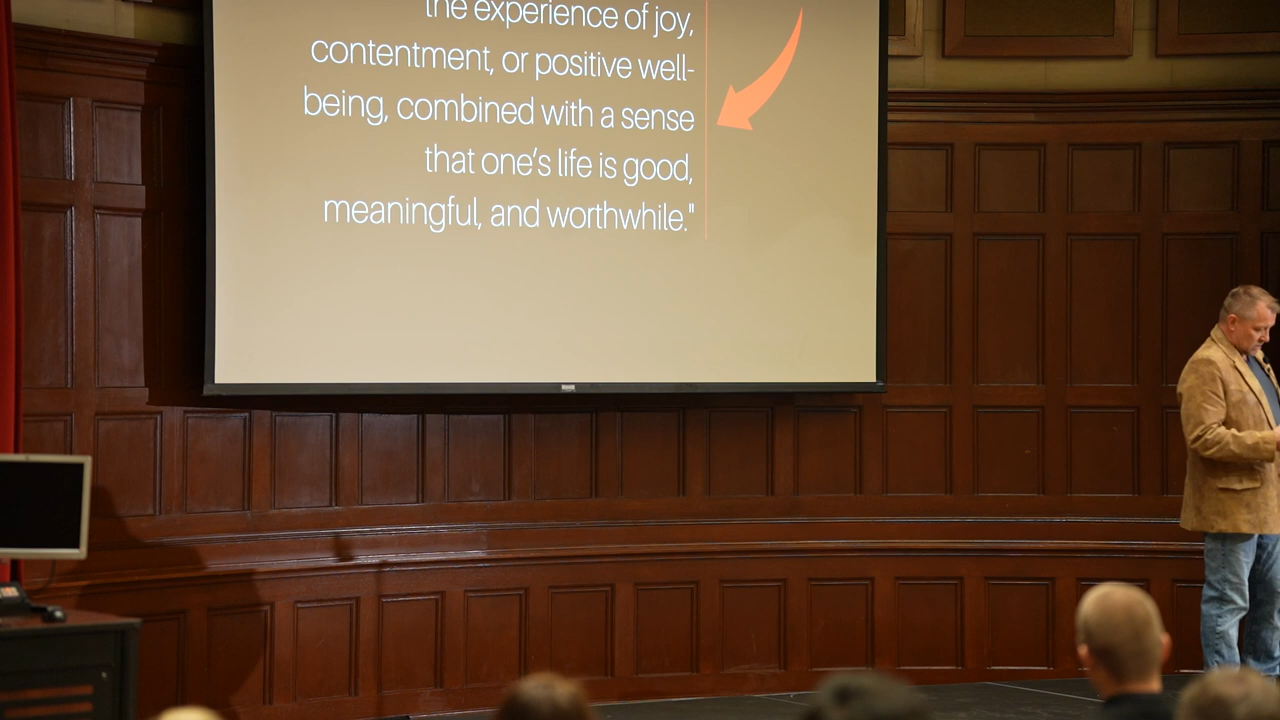 the experience of joy,
contentment, or positive well-
being, combined with a sense
that one's life is good,
meaningful, and worthwhile."